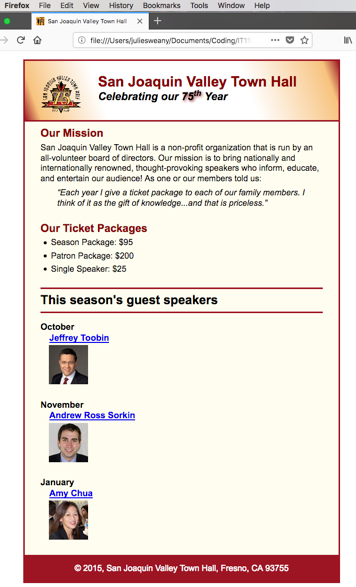 Firefox File Edit View History Bookmarks Tools Window Help
San Joaquin Valley Town Hall
file:///Users/juliesweany/Documents/Coding/IT1
San Joaquin Valley Town Hall
Celebrating our 75th Year
Our Mission
San Joaquin Valley Town Hall is a non-profit organization that is run by an
all-volunteer board of directors. Our mission is to bring nationally and
internationally renowned, thought-provoking speakers who inform, educate,
and entertain our audience! As one or our members told us:
"Each year I give a ticket package to each of our family members. I
think of it as the gift of knowledge...and that is priceless."
Our Ticket Packages
Season Package: $95
Patron Package: $200
Single Speaker: $25
This season's guest speakers
October
Jeffrey Toobin
November
Andrew Ross Sorkin
January
Amy Chua
© 2015, San Joaquin Valley Town Hall, Fresno, CA 93755